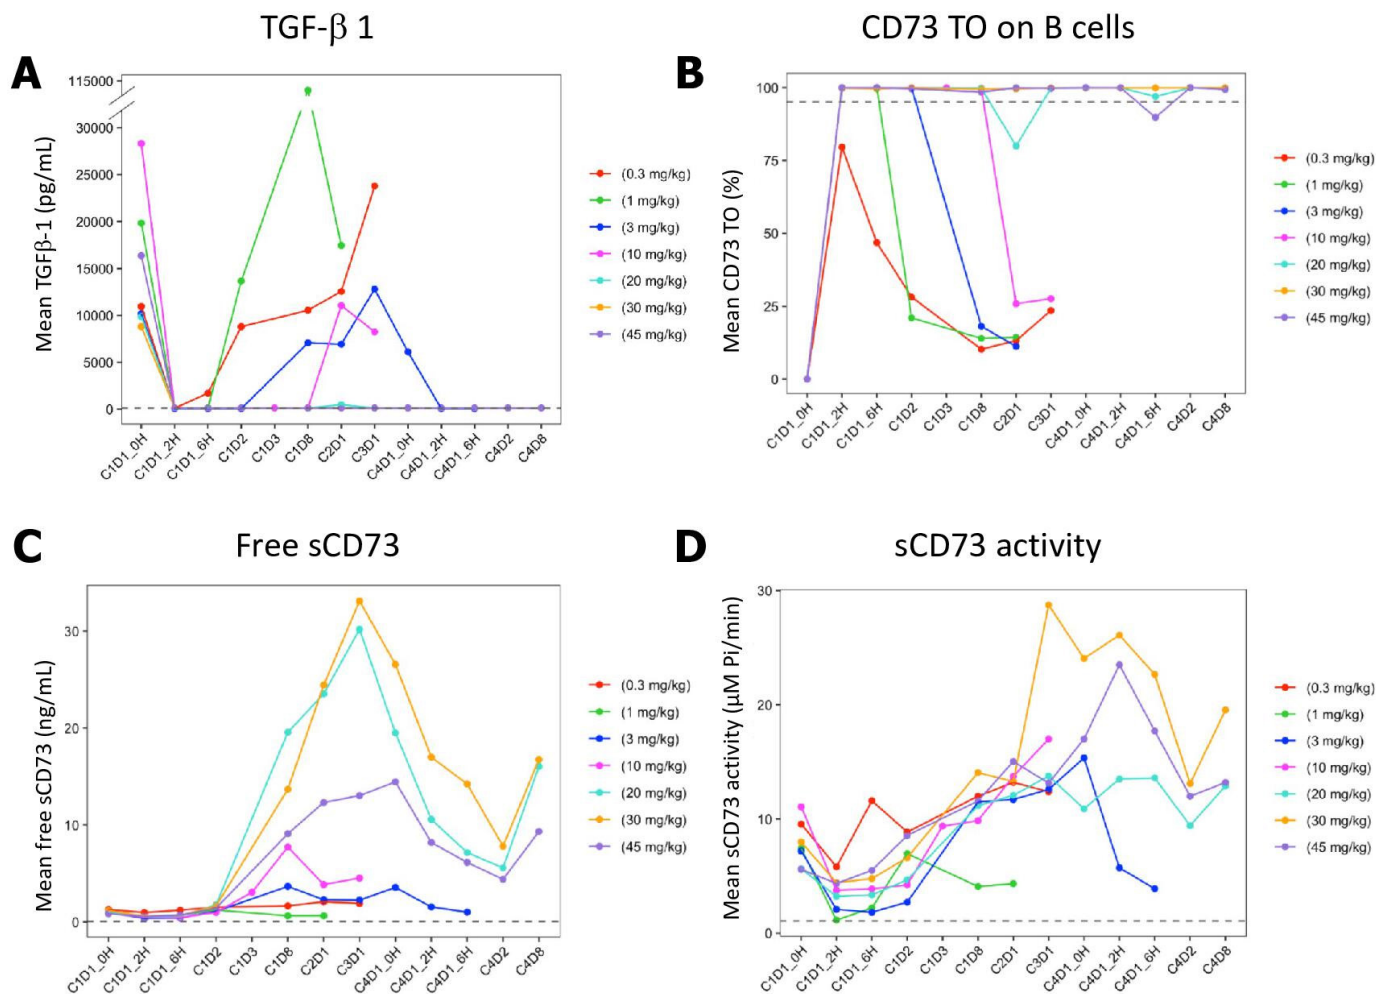 TGF-β 1
CD73 TO on B cells
A
B
Mean TGFβ-1 (pg/mL)
115000
30000
25000
20000
15000
10000
5000
0
C1D1_0H
C1D1_2H
C1D1_6H
C1D2
C1D3
C1D8
C2D1
C3D1
C4D1_0H
C4D1_2H
C4D1_6H
C4D2
C4D8
(0.3 mg/kg)
(1 mg/kg)
(3 mg/kg)
(10 mg/kg)
(20 mg/kg)
(30 mg/kg)
(45 mg/kg)
Mean CD73 TO (%)
100
75
50
25
0
C1D1_0H
C1D1_2H
C1D1_6H
C1D2
C1D3
C1D8
C2D1
C3D1
C4D1_0H
C4D1_2H
C4D1_6H
C4D2
C4D8
(0.3 mg/kg)
(1 mg/kg)
(3 mg/kg)
(10 mg/kg)
(20 mg/kg)
(30 mg/kg)
(45 mg/kg)
C
Free sCD73
D
sCD73 activity
Mean free sCD73 (ng/mL)
30
20
10
0
C1D1_0H
C1D1_2H
C1D1_6H
C1D2
C1D3
C1D8
C2D1
C3D1
C4D1_0H
C4D1_2H
C4D1_6H
C4D2
C4D8
(0.3 mg/kg)
(1 mg/kg)
(3 mg/kg)
(10 mg/kg)
(20 mg/kg)
(30 mg/kg)
(45 mg/kg)
Mean sCD73 activity (µM Pi/min)
30
20
10
0
C1D1_0H
C1D1_2H
C1D1_6H
C1D2
C1D3
C1D8
C2D1
C3D1
C4D1_0H
C4D1_2H
C4D1_6H
C4D2
C4D8
(0.3 mg/kg)
(1 mg/kg)
(3 mg/kg)
(10 mg/kg)
(20 mg/kg)
(30 mg/kg)
(45 mg/kg)